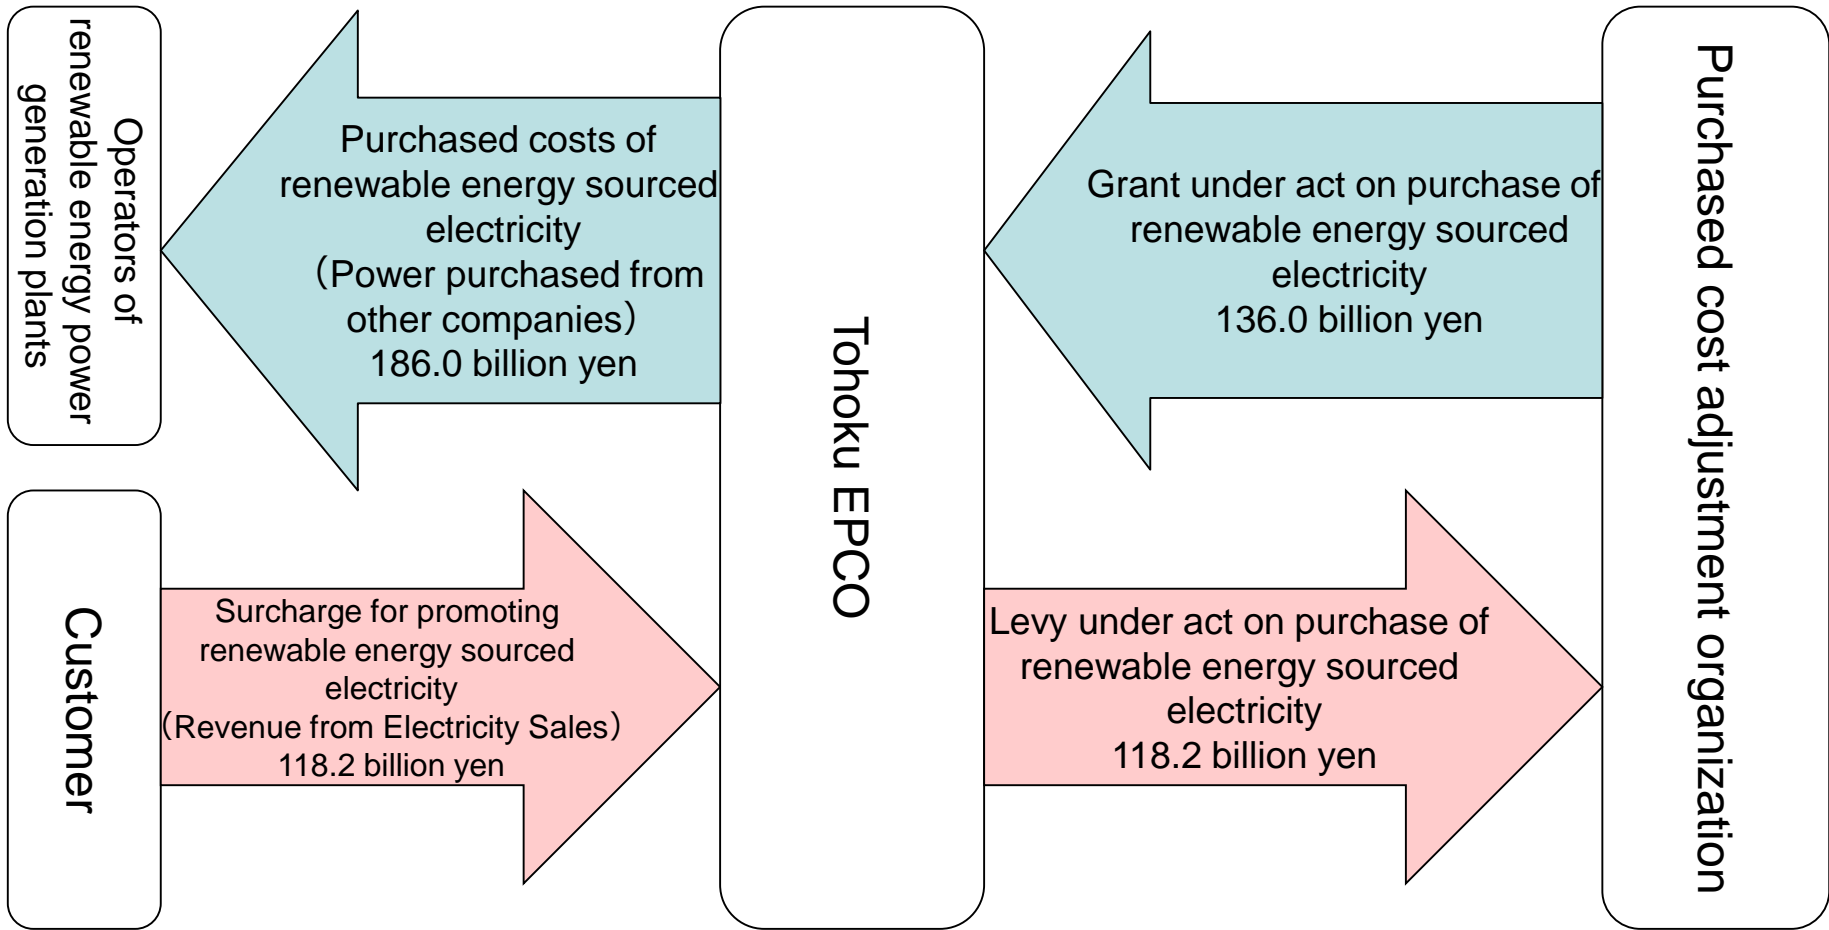 Operators of
renewable energy power
generation plants
Purchased costs of
renewable energy sourced
electricity
（Power purchased from
other companies）
186.0 billion yen
Tohoku EPCO
Grant under act on purchase of
renewable energy sourced
electricity
136.0 billion yen
Purchased cost adjustment organization
Customer
Surcharge for promoting
renewable energy sourced
electricity
（Revenue from Electricity Sales）
118.2 billion yen
Levy under act on purchase of
renewable energy sourced
electricity
118.2 billion yen